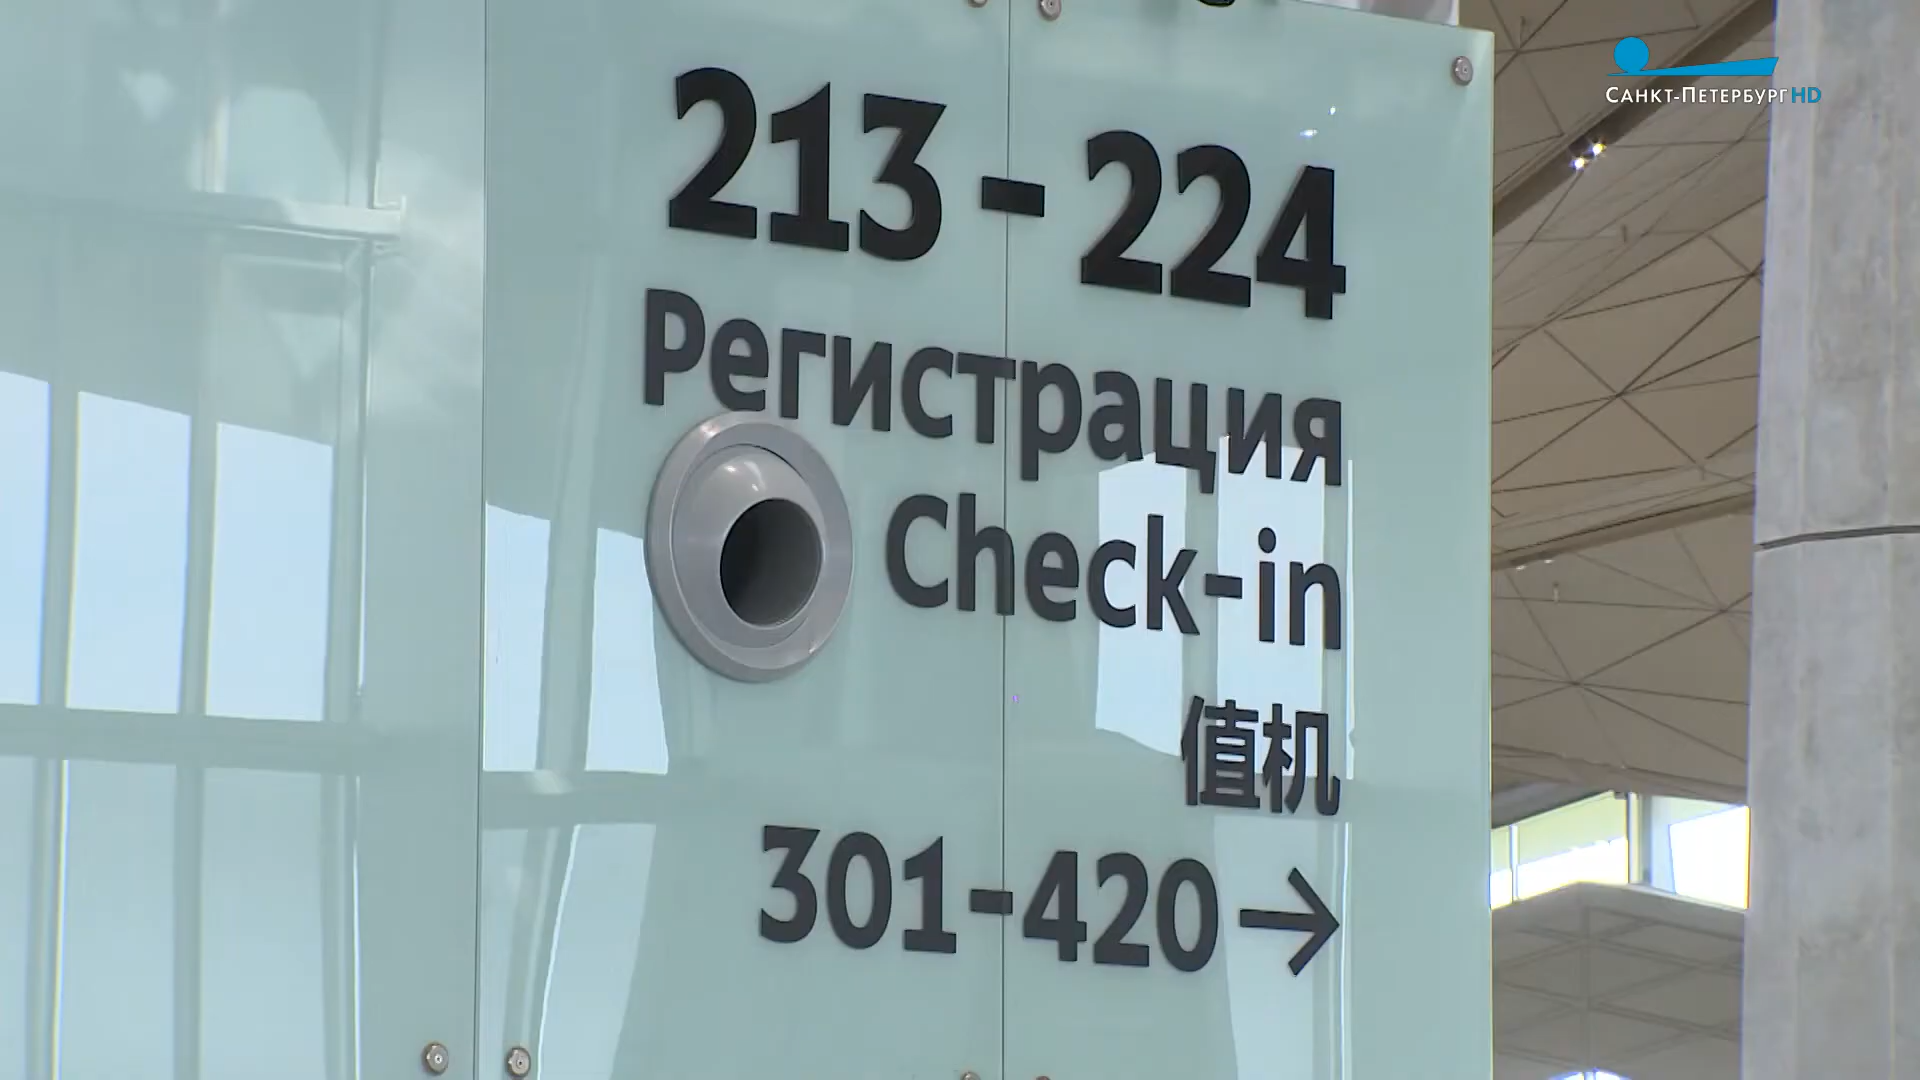 САНКТ-ПЕТЕРБУРГ HD
213-224
Регистрация
Check-in
值机
301-420→